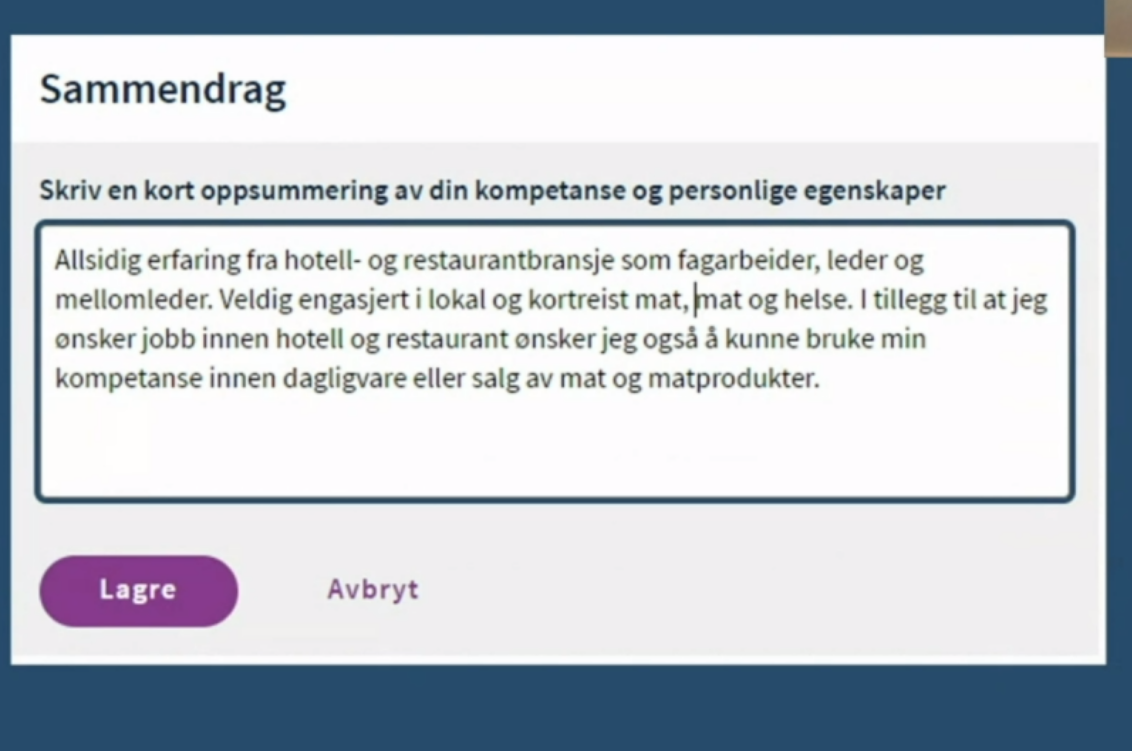 Sammendrag
Skriv en kort oppsummering av din kompetanse og personlige egenskaper
Allsidig erfaring fra hotell- og restaurantbransje som fagarbeider, leder og
mellomleder. Veldig engasjert i lokal og kortreist mat, mat og helse. I tillegg til at jeg
ønsker jobb innen hotell og restaurant ønsker jeg også å kunne bruke min
kompetanse innen dagligvare eller salg av mat og matprodukter.
Lagre
Avbryt